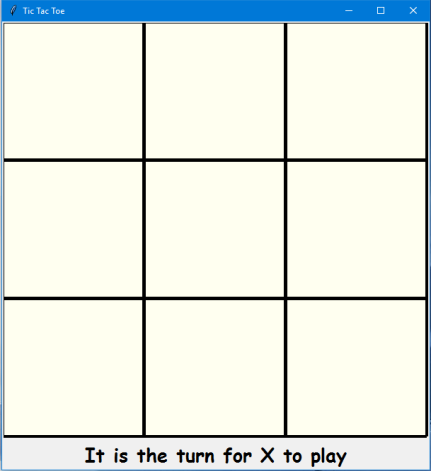 Tic Tac Toe
It is the turn for X to play